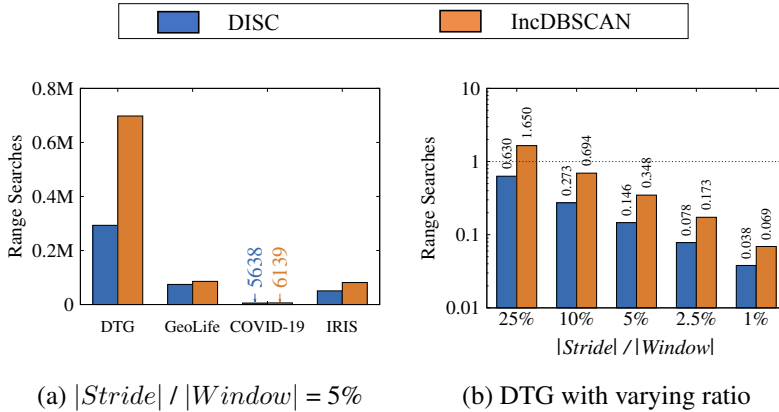 DISC IncDBSCAN
Range Searches
0.8M
0.6M
0.4M
0.2M
0
5638
6139
DTG GeoLife COVID-19 IRIS
(a) |Stride| / |Window| = 5%
Range Searches
10
1
0.1
0.01
0.630
1.650
0.273
0.694
0.146
0.348
0.078
0.173
0.038
0.069
25% 10% 5% 2.5% 1%
|Stride| / |Window|
(b) DTG with varying ratio